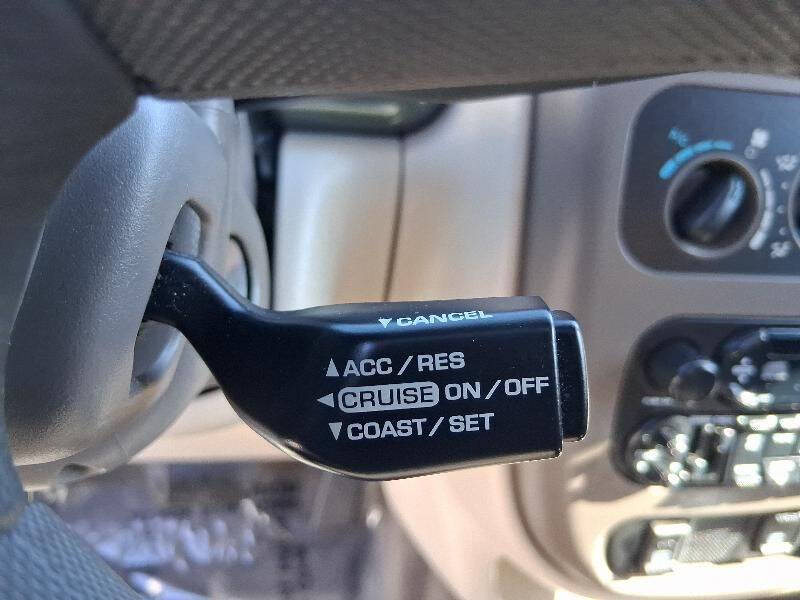 ▼CANCEL
▲ACC/RES
◄CRUISE ON/OFF
▼COAST/SET